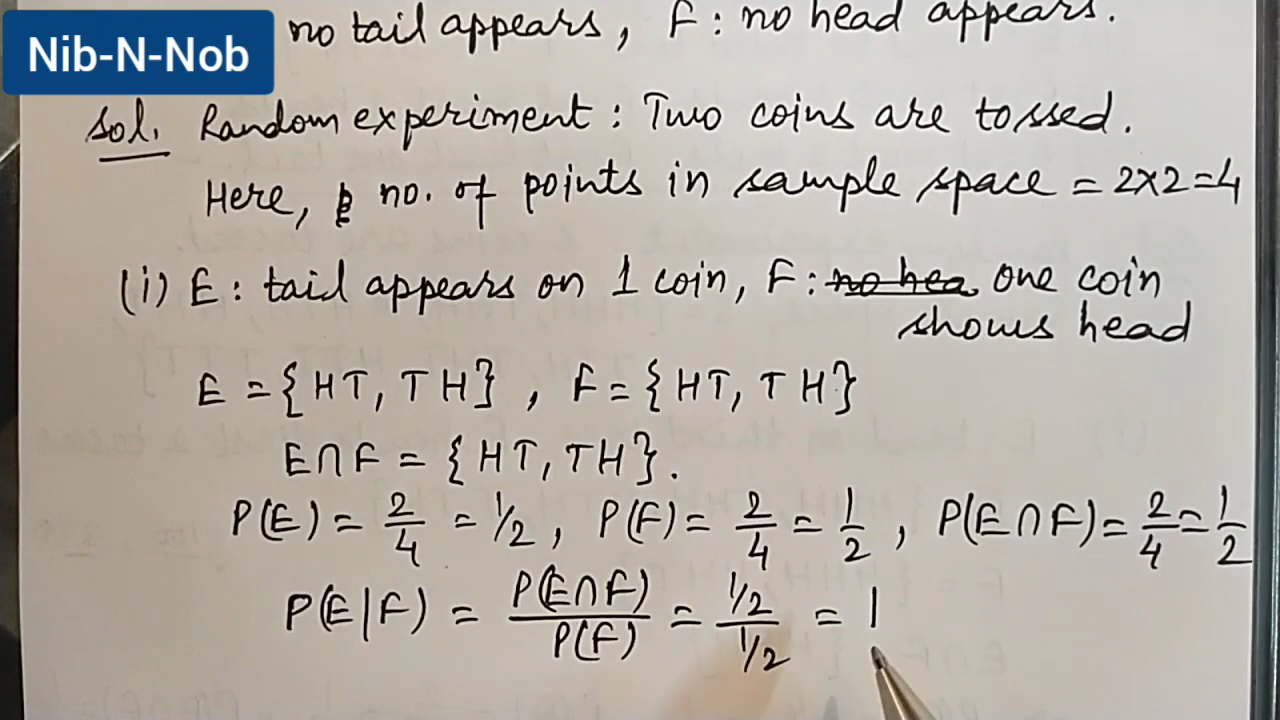 Nib-N-Nob
no tail appears, F: no head appears.
Sol. Random experiment: Two coins are tossed.
Here, no. of points in sample space = 2×2=4
(i) E: tail appears on 1 coin, F: no hea one coin
shows head
E = {HT, TH}, F = {HT, TH}
E∩F = {HT, TH}.
P(E) = 2/4 = 1/2, P(F) = 2/4 = 1/2, P(E∩F) = 2/4 = 1/2
P(E|F) = P(E∩F)/P(F) = 1/2/1/2 = 1